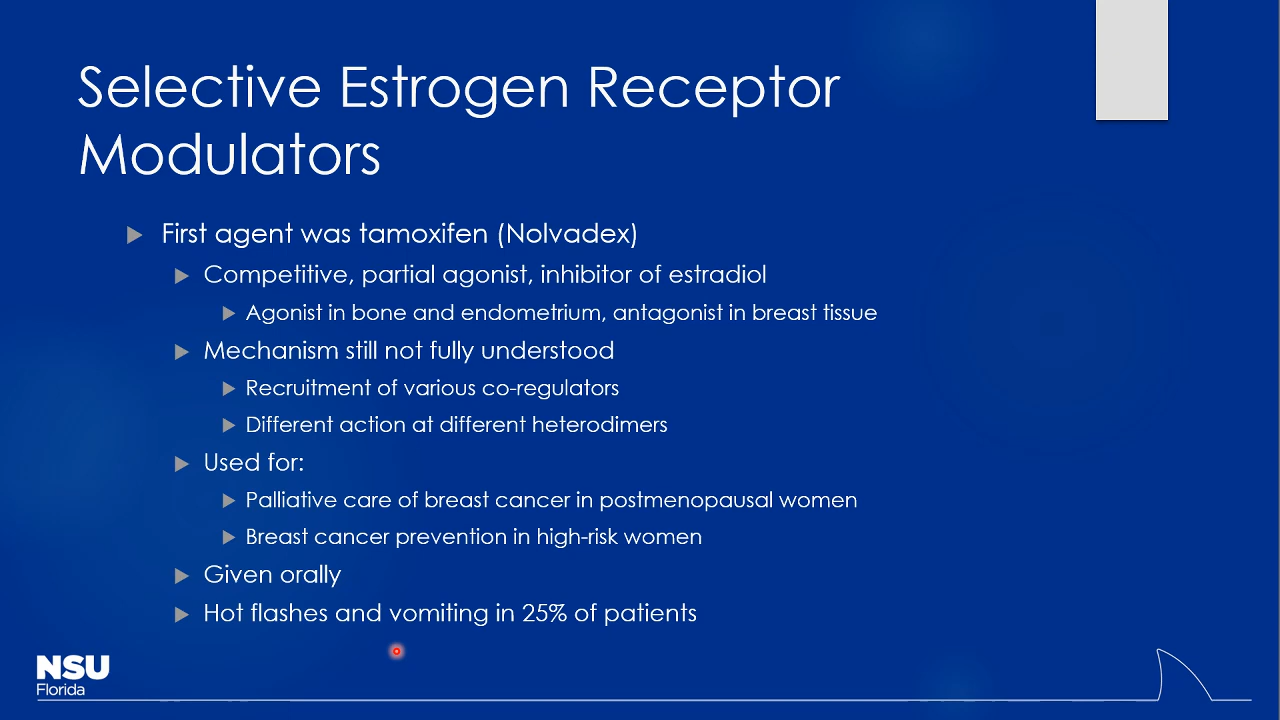 Selective Estrogen Receptor
Modulators
First agent was tamoxifen (Nolvadex)
Competitive, partial agonist, inhibitor of estradiol
Agonist in bone and endometrium, antagonist in breast tissue
Mechanism still not fully understood
Recruitment of various co-regulators
Different action at different heterodimers
Used for:
Palliative care of breast cancer in postmenopausal women
Breast cancer prevention in high-risk women
Given orally
Hot flashes and vomiting in 25% of patients
NSU
Florida